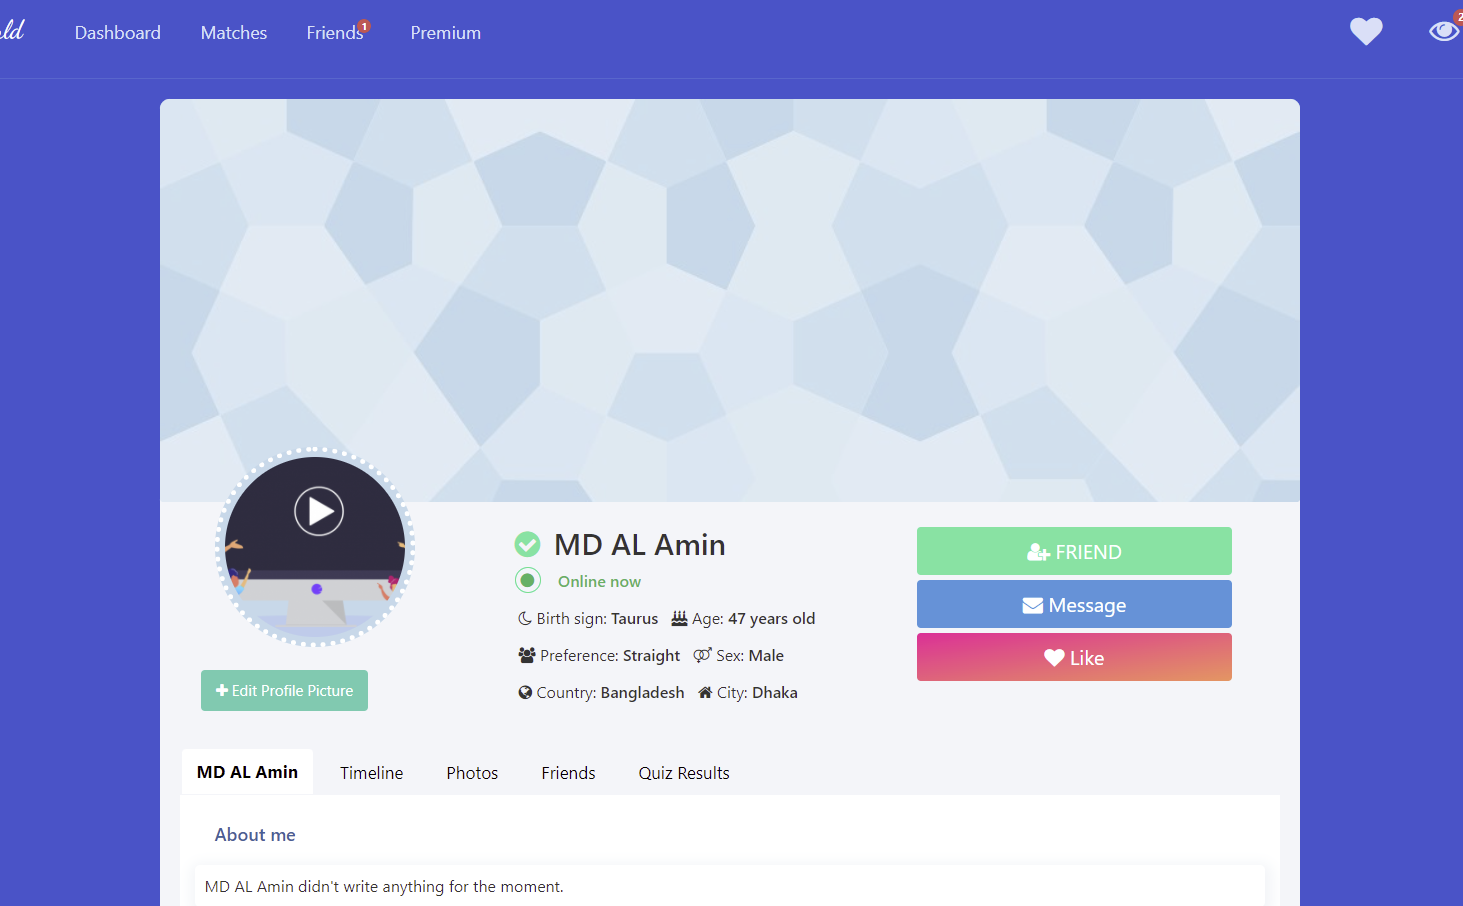 Dashboard Matches Friends 1 Premium 2
MD AL Amin
Online now
Birth sign: Taurus Age: 47 years old
Preference: Straight Sex: Male
Country: Bangladesh City: Dhaka
FRIEND
Message
Like
Edit Profile Picture
MD AL Amin Timeline Photos Friends Quiz Results
About me
MD AL Amin didn't write anything for the moment.